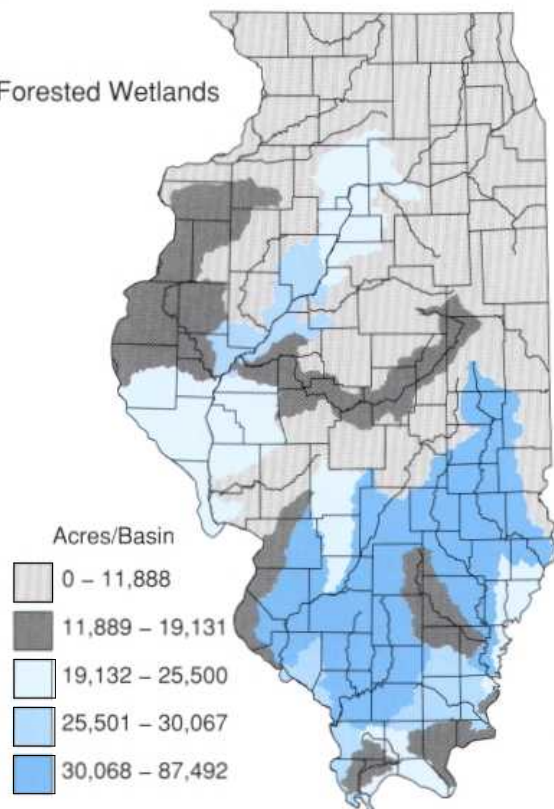 Forested Wetlands
Acres/Basin
0 – 11,888
11,889 – 19,131
19,132 – 25,500
25,501 – 30,067
30,068 – 87,492